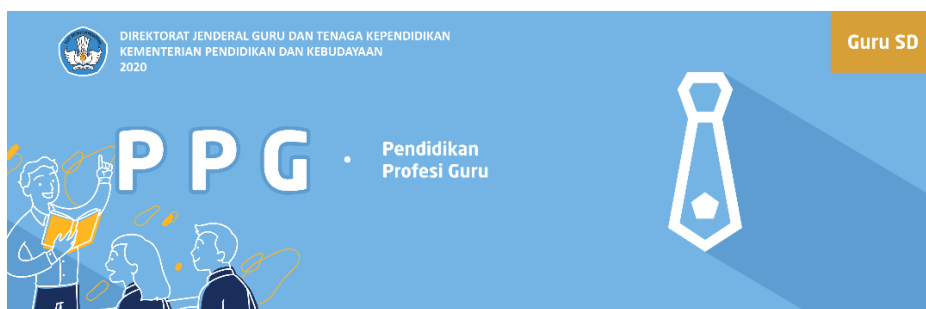 DIREKTORAT JENDERAL GURU DAN TENAGA KEPENDIDIKAN
KEMENTERIAN PENDIDIKAN DAN KEBUDAYAAN
2020
Guru SD
PPG
Pendidikan
Profesi Guru